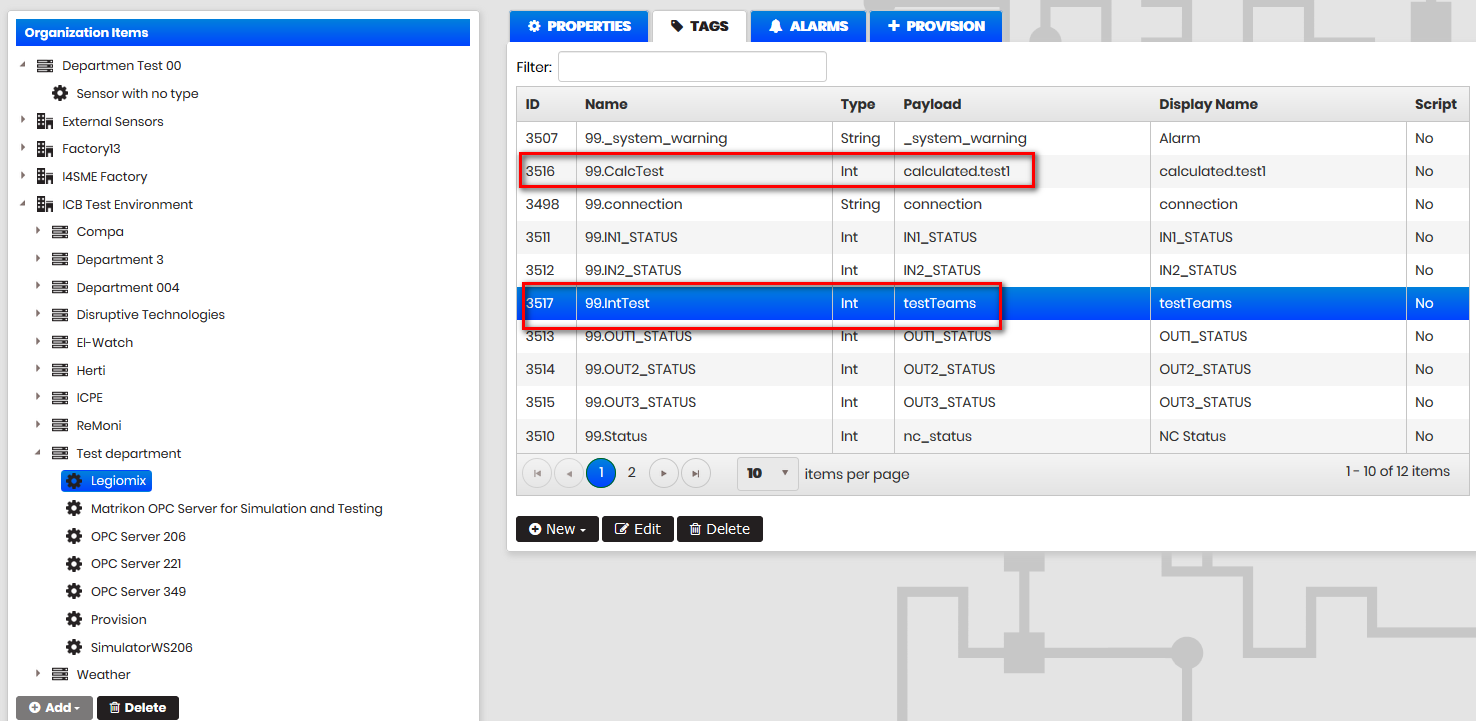 Organization Items
Departmen Test 00
Sensor with no type
External Sensors
Factory13
I4SME Factory
ICB Test Environment
Compa
Department 3
Department 004
Disruptive Technologies
El-Watch
Herti
ICPE
ReMoni
Test department
Legiomix
Matrikon OPC Server for Simulation and Testing
OPC Server 206
OPC Server 221
OPC Server 349
Provision
SimulatorWS206
Weather
Add Delete
PROPERTIES TAGS ALARMS PROVISION
Filter:
ID Name Type Payload Display Name Script
3507 99._system_warning String _system_warning Alarm No
3516 99.CalcTest Int calculated.test1 calculated.test1 No
3498 99.connection String connection connection No
3511 99.IN1_STATUS Int IN1_STATUS IN1_STATUS No
3512 99.IN2_STATUS Int IN2_STATUS IN2_STATUS No
3517 99.IntTest Int testTeams testTeams No
3513 99.OUT1_STATUS Int OUT1_STATUS OUT1_STATUS No
3514 99.OUT2_STATUS Int OUT2_STATUS OUT2_STATUS No
3515 99.OUT3_STATUS Int OUT3_STATUS OUT3_STATUS No
3510 99.Status Int nc_status NC Status No
1 2 10 items per page 1 - 10 of 12 items
New Edit Delete